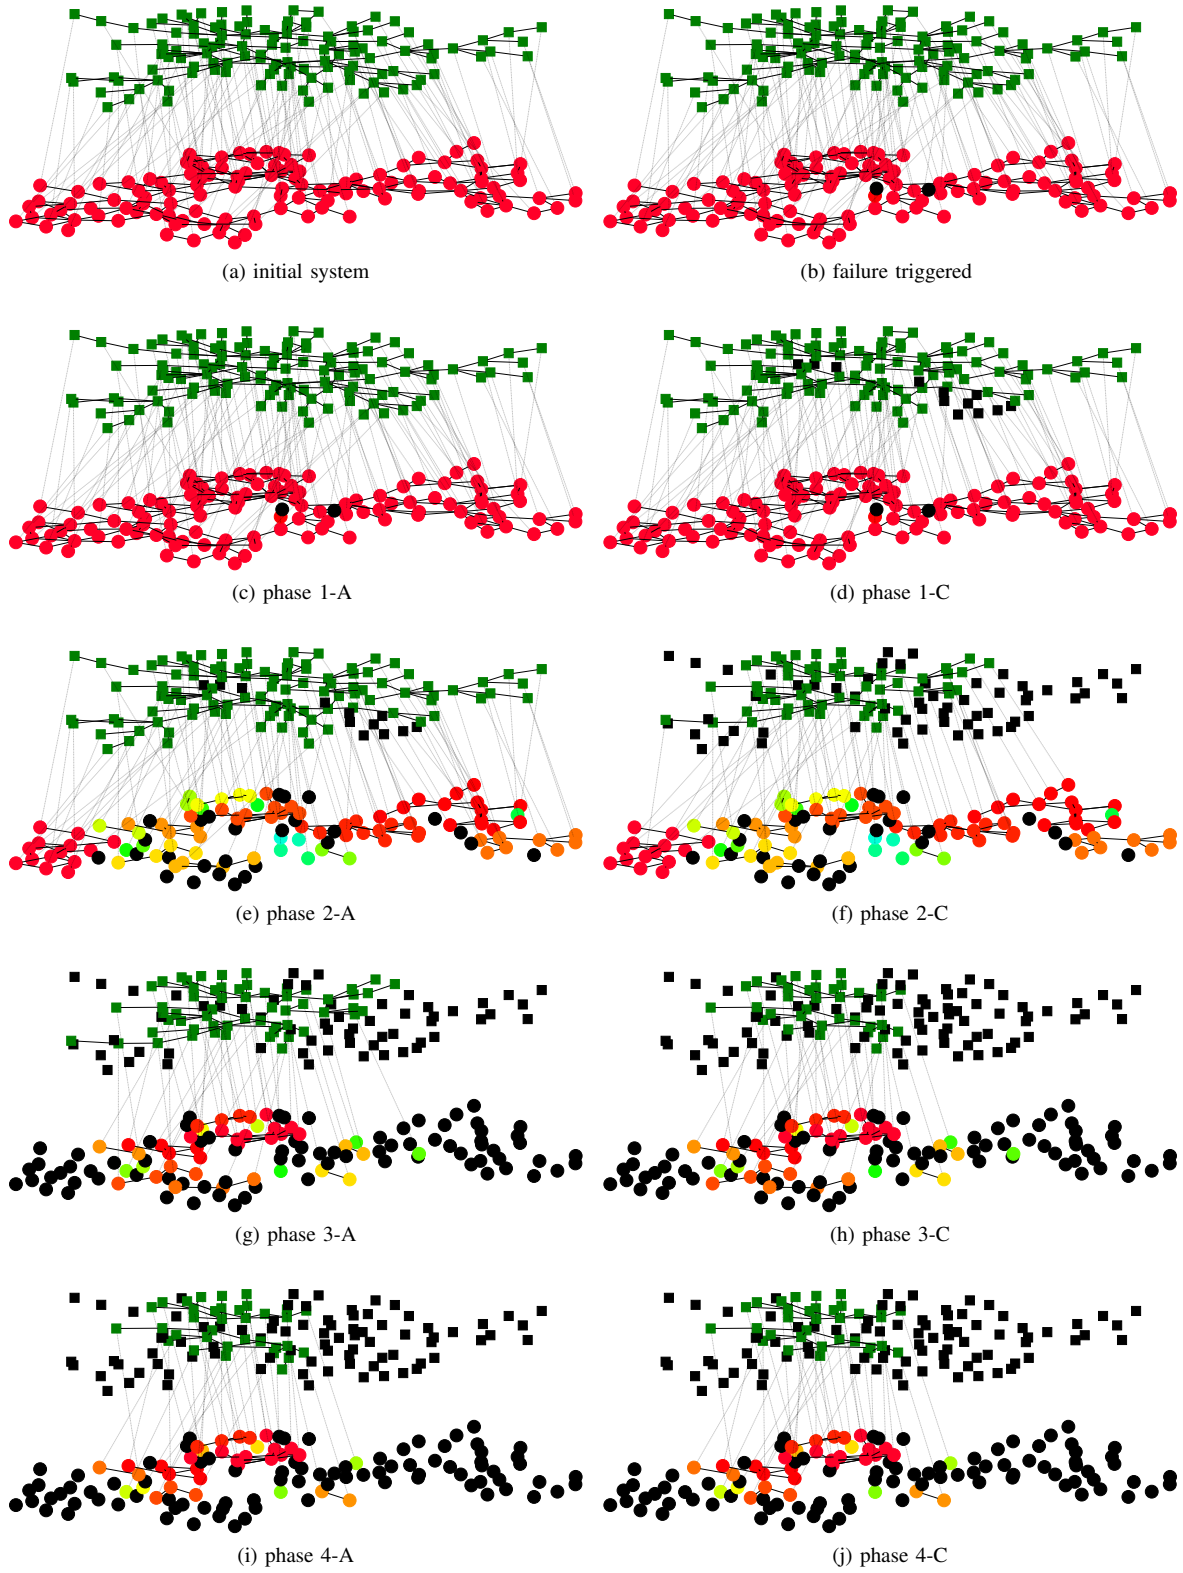 (a) initial system
(b) failure triggered
(c) phase 1-A
(d) phase 1-C
(e) phase 2-A
(f) phase 2-C
(g) phase 3-A
(h) phase 3-C
(i) phase 4-A
(j) phase 4-C